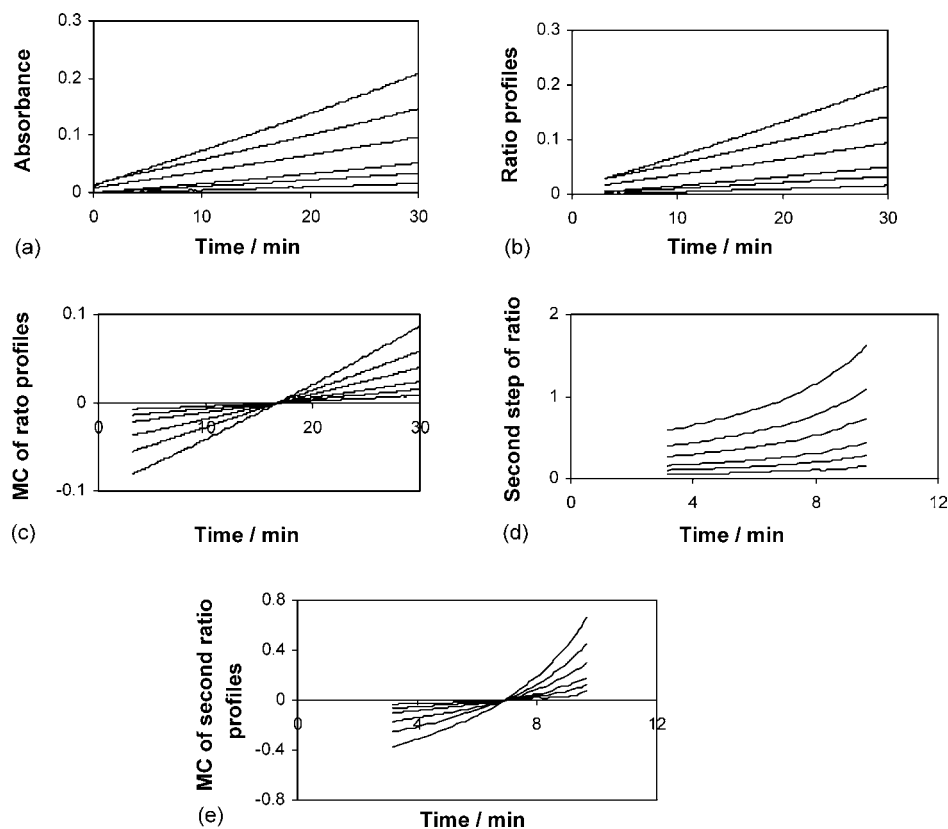 0.3
0.2
0.1
0
0
10
20
30
Absorbance
Time / min
(a)
0.3
0.2
0.1
0
0
10
20
30
Ratio profiles
Time / min
(b)
0.1
0
-0.1
0
10
20
30
MC of rato profiles
Time / min
(c)
2
1
0
0
4
8
12
Second step of ratio
Time / min
(d)
0.8
0.4
0
-0.4
-0.8
0
4
8
12
MC of second ratio
profiles
Time / min
(e)